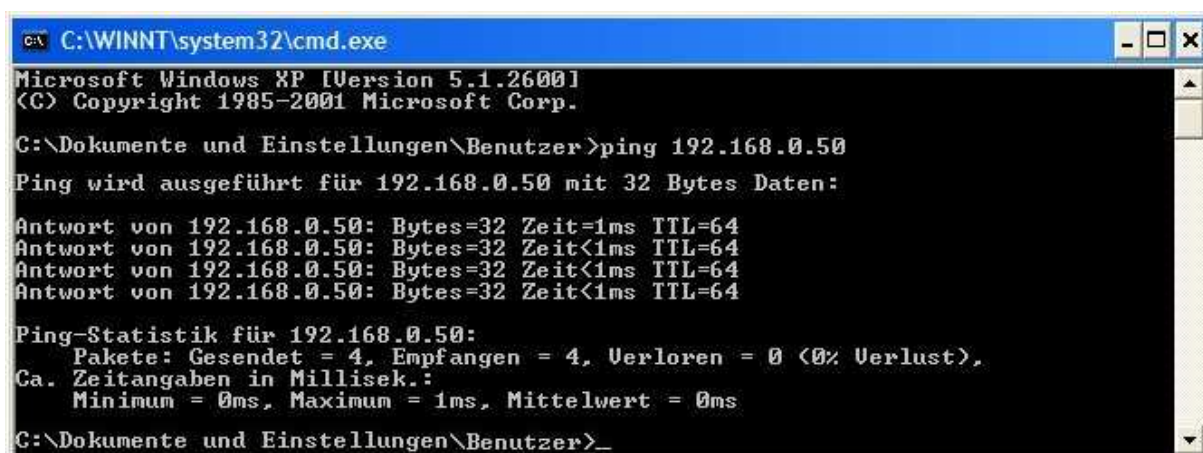 C:\WINNT\system32\cmd.exe
Microsoft Windows XP [Version 5.1.2600]
(C) Copyright 1985-2001 Microsoft Corp.
C:\Dokumente und Einstellungen\Benutzer>ping 192.168.0.50
Ping wird ausgeführt für 192.168.0.50 mit 32 Bytes Daten:
Antwort von 192.168.0.50: Bytes=32 Zeit=1ms TTL=64
Antwort von 192.168.0.50: Bytes=32 Zeit<1ms TTL=64
Antwort von 192.168.0.50: Bytes=32 Zeit<1ms TTL=64
Antwort von 192.168.0.50: Bytes=32 Zeit<1ms TTL=64
Ping-Statistik für 192.168.0.50:
Pakete: Gesendet = 4, Empfangen = 4, Verloren = 0 (0% Verlust),
Ca. Zeitangaben in Millisek.:
Minimum = 0ms, Maximum = 1ms, Mittelwert = 0ms
C:\Dokumente und Einstellungen\Benutzer>_